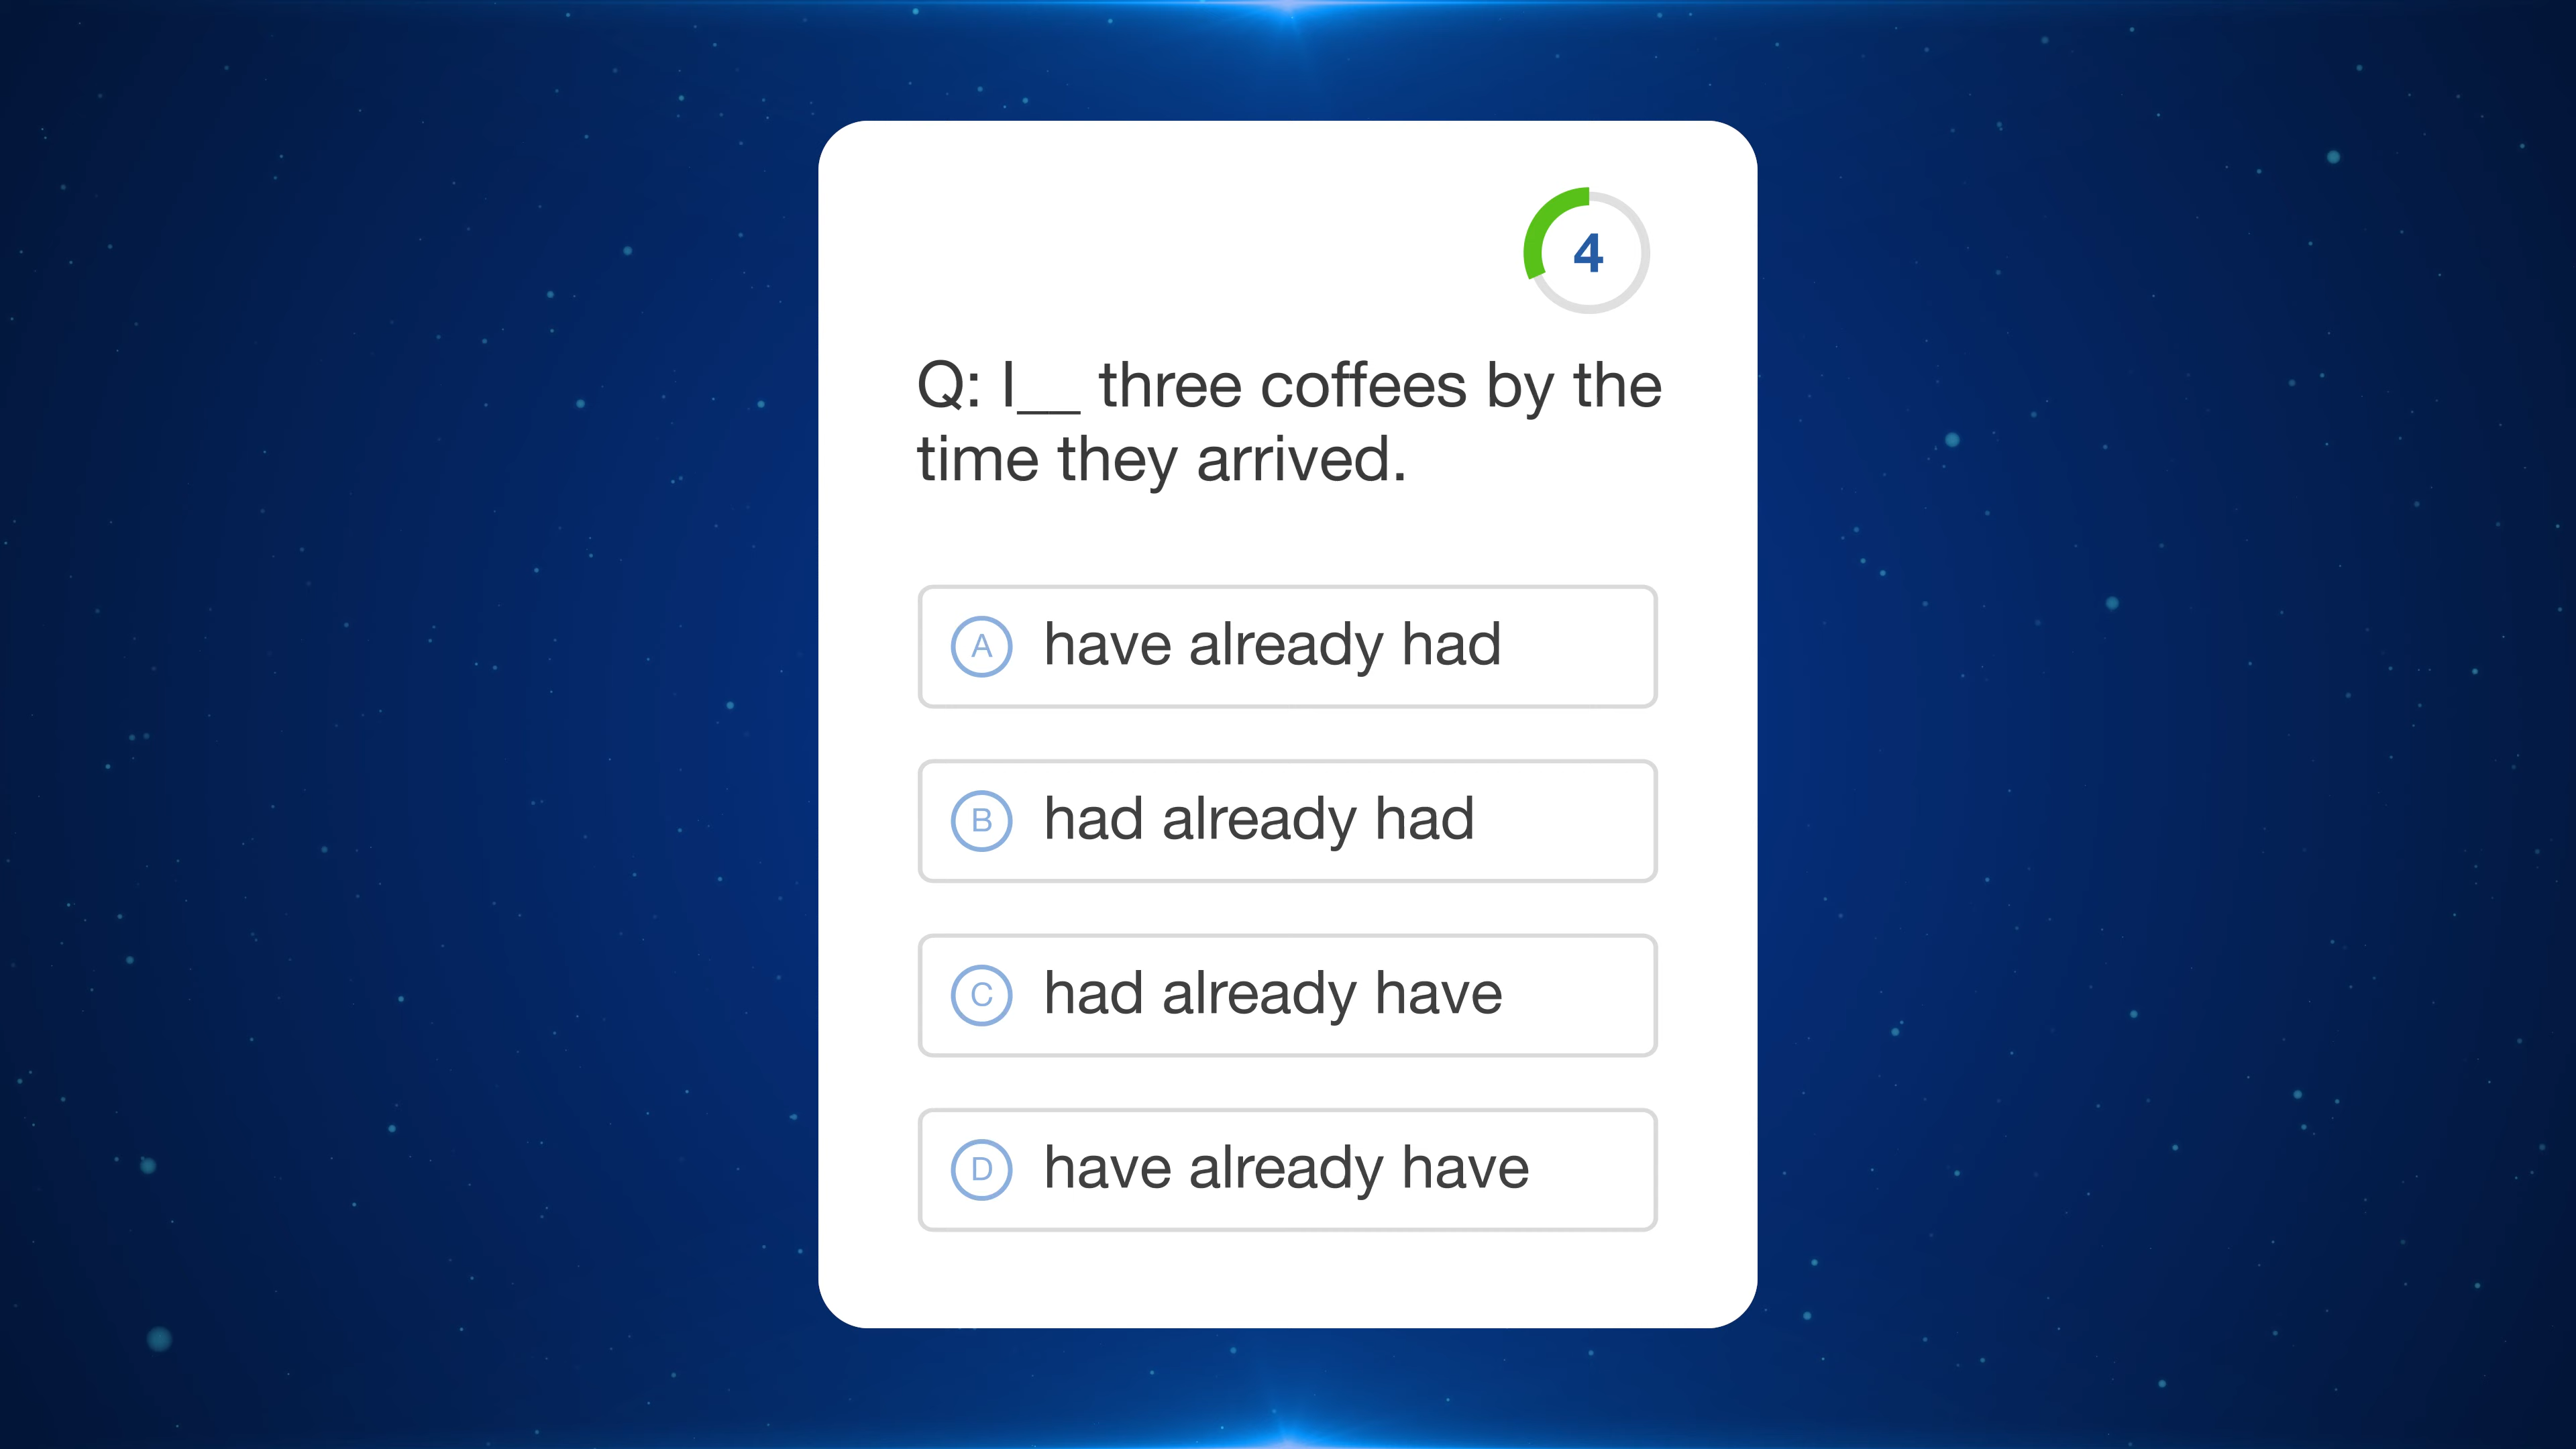 4
Q: I__ three coffees by the
time they arrived.
A have already had
B had already had
C had already have
D have already have